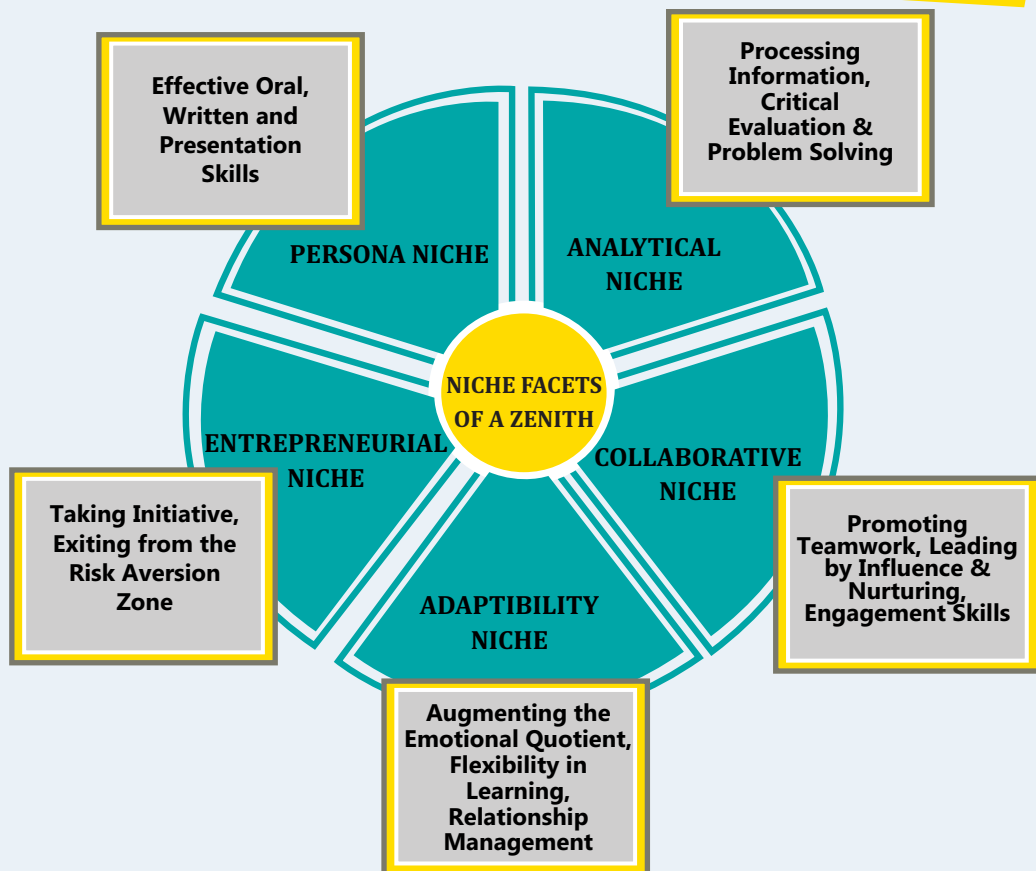 Effective Oral,
Written and
Presentation
Skills
Processing
Information,
Critical
Evaluation &
Problem Solving
PERSONA NICHE
ANALYTICAL
NICHE
NICHE FACETS
OF A ZENITH
ENTREPRENEURIAL
NICHE
COLLABORATIVE
NICHE
Taking Initiative,
Exiting from the
Risk Aversion
Zone
Promoting
Teamwork, Leading
by Influence &
Nurturing,
Engagement Skills
ADAPTIBILITY
NICHE
Augmenting the
Emotional Quotient,
Flexibility in
Learning,
Relationship
Management